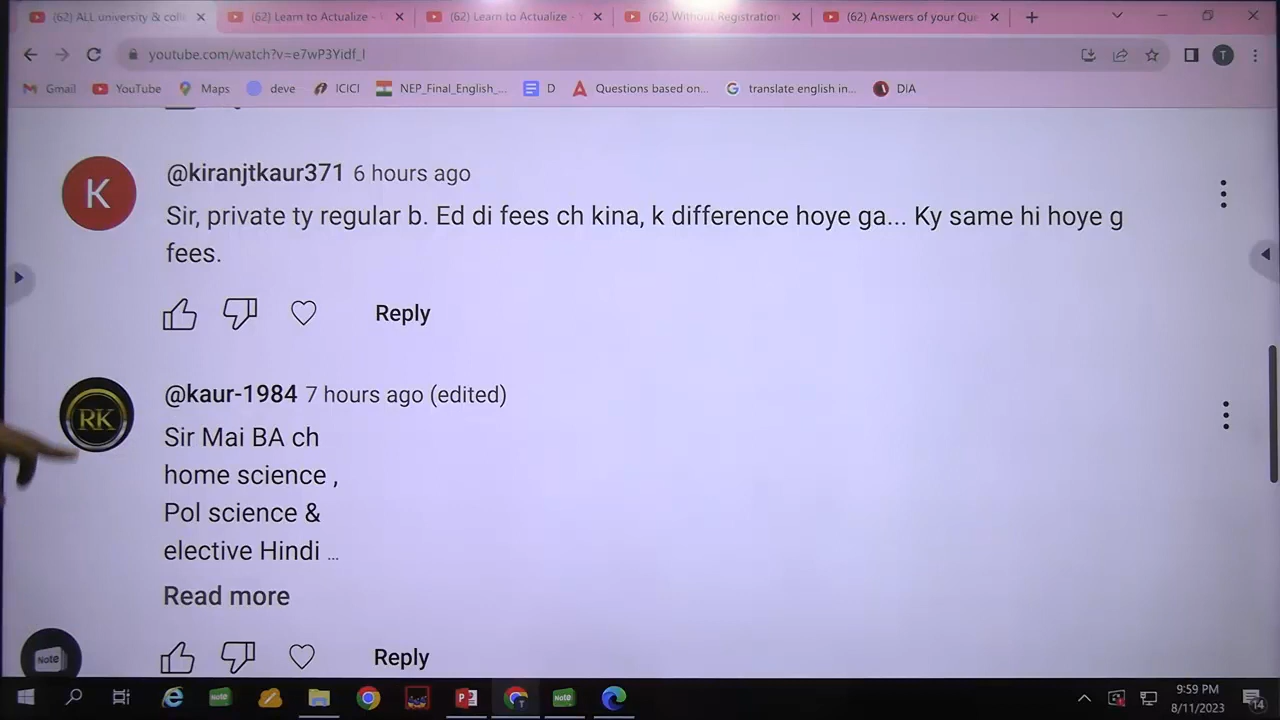 (62) ALL university & coll
(62) Learn to Actualize -
(62) Learn to Actualize - Y
(62) Without Registration
(62) Answers of your Que
youtube.com/watch?v=e7wP3Yidf_I
T
Gmail
YouTube
Maps
deve
ICICI
NEP_Final_English_...
D
Questions based on...
translate english in...
DIA
K
@kiranjtkaur371 6 hours ago
Sir, private ty regular b. Ed di fees ch kina, k difference hoye ga... Ky same hi hoye g
fees.
Reply
RK
@kaur-1984 7 hours ago (edited)
Sir Mai BA ch
home science ,
Pol science &
elective Hindi ...
Read more
Note
Reply
9:59 PM
8/11/2023
14